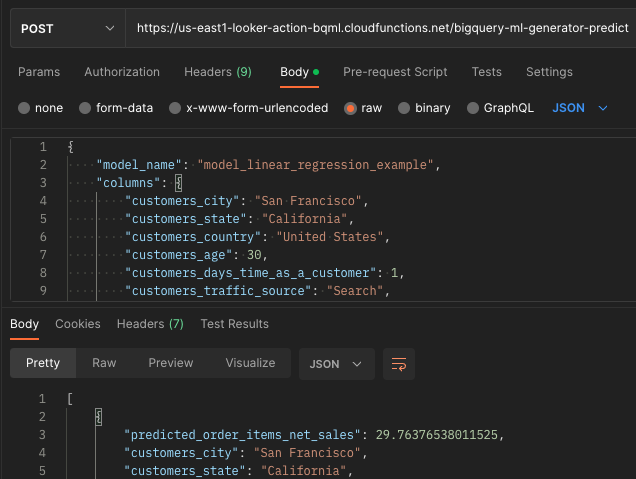 POST https://us-east1-looker-action-bqml.cloudfunctions.net/bigquery-ml-generator-predict
Params Authorization Headers (9) Body Pre-request Script Tests Settings
none form-data x-www-form-urlencoded raw binary GraphQL JSON
1 {
2 "model_name": "model_linear_regression_example",
3 "columns": {
4 "customers_city": "San Francisco",
5 "customers_state": "California",
6 "customers_country": "United States",
7 "customers_age": 30,
8 "customers_days_time_as_a_customer": 1,
9 "customers_traffic_source": "Search",
Body Cookies Headers (7) Test Results
Pretty Raw Preview Visualize JSON
1 [
2 {
3 "predicted_order_items_net_sales": 29.76376538011525,
4 "customers_city": "San Francisco",
5 "customers_state": "California",